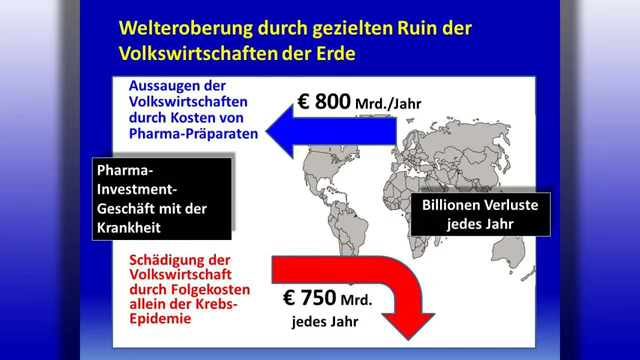 Welteroberung durch gezielten Ruin der
Volkswirtschaften der Erde
Aussaugen der
Volkswirtschaften
durch Kosten von
Pharma-Präparaten
€ 800 Mrd./Jahr
Pharma-
Investment-
Geschäft mit der
Krankheit
Billionen Verluste
jedes Jahr
Schädigung der
Volkswirtschaft
durch Folgekosten
allein der Krebs-
Epidemie
€ 750 Mrd.
jedes Jahr